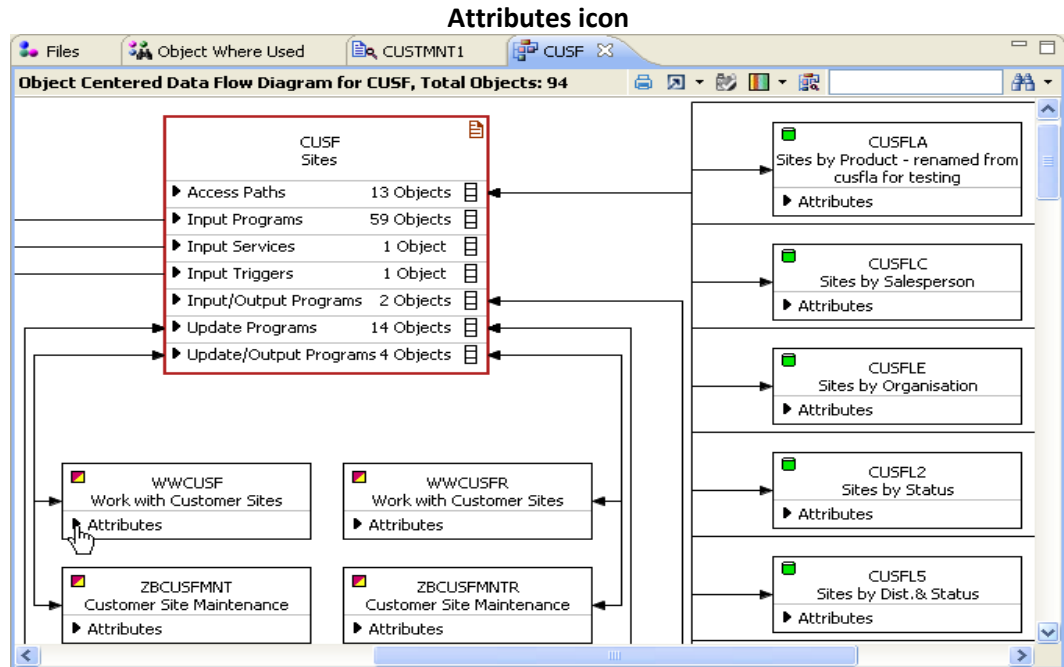 Attributes icon
Files
Object Where Used
CUSTMNT1
CUSF
Object Centered Data Flow Diagram for CUSF, Total Objects: 94
CUSF
Sites
Access Paths 13 Objects
Input Programs 59 Objects
Input Services 1 Object
Input Triggers 1 Object
Input/Output Programs 2 Objects
Update Programs 14 Objects
Update/Output Programs 4 Objects
WWCUSF
Work with Customer Sites
Attributes
WWCUSFR
Work with Customer Sites
Attributes
ZBCUSFMNT
Customer Site Maintenance
Attributes
ZBCUSFMNTR
Customer Site Maintenance
Attributes
CUSFLA
Sites by Product - renamed from
cusfla for testing
Attributes
CUSFLC
Sites by Salesperson
Attributes
CUSFLE
Sites by Organisation
Attributes
CUSFL2
Sites by Status
Attributes
CUSFL5
Sites by Dist.& Status
Attributes